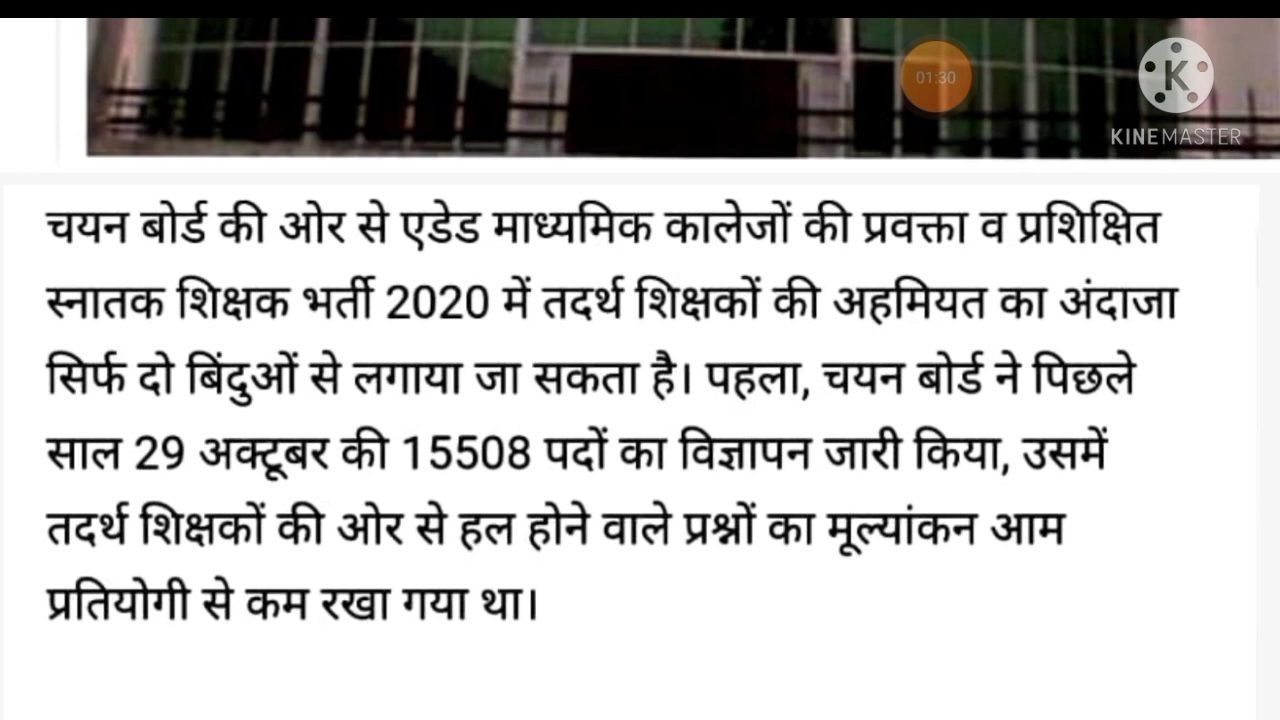 01:30
K
KINEMASTER
चयन बोर्ड की ओर से एडेड माध्यमिक कालेजों की प्रवक्ता व प्रशिक्षित
स्नातक शिक्षक भर्ती 2020 में तदर्थ शिक्षकों की अहमियत का अंदाजा
सिर्फ दो बिंदुओं से लगाया जा सकता है। पहला, चयन बोर्ड ने पिछले
साल 29 अक्टूबर की 15508 पदों का विज्ञापन जारी किया, उसमें
तदर्थ शिक्षकों की ओर से हल होने वाले प्रश्नों का मूल्यांकन आम
प्रतियोगी से कम रखा गया था।